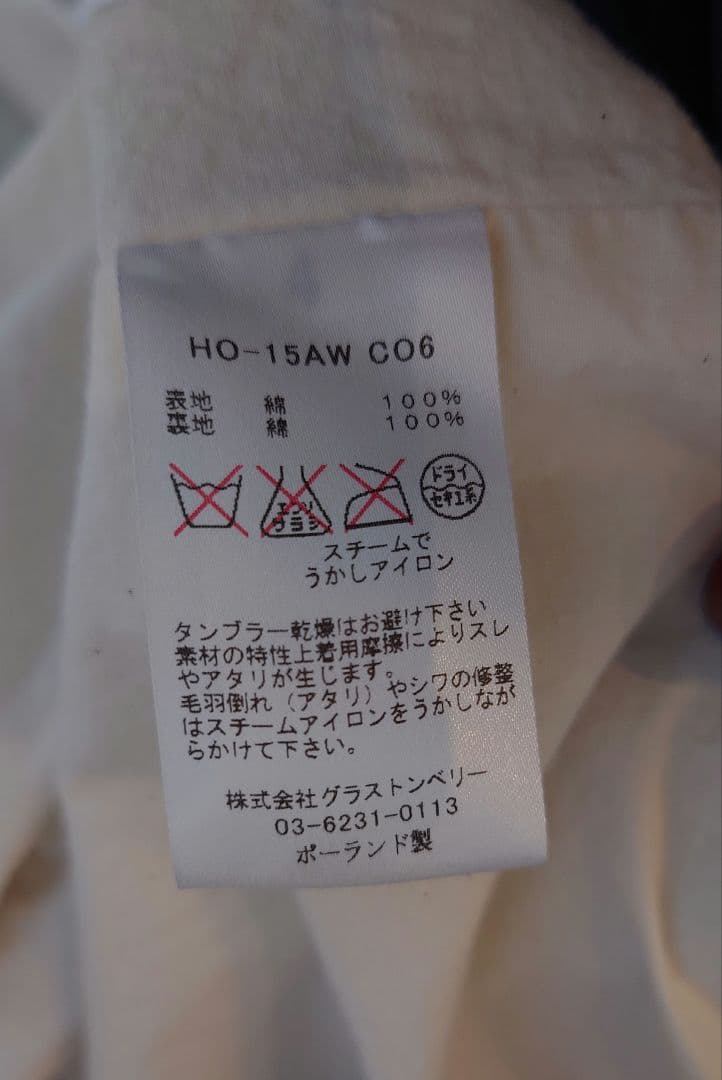 HO-15AW CO6
表地 綿 100%
裏地 綿 100%
エンソ サラシ ドライ セキユ系
スチームで
うかしアイロン
タンブラー乾燥はお避け下さい
素材の特性上着用摩擦によりスレ
やアタリが生じます。
毛羽倒れ（アタリ）やシワの修整
はスチームアイロンをうかしなが
らかけて下さい。
株式会社グラストンベリー
03-6231-0113
ポーランド製